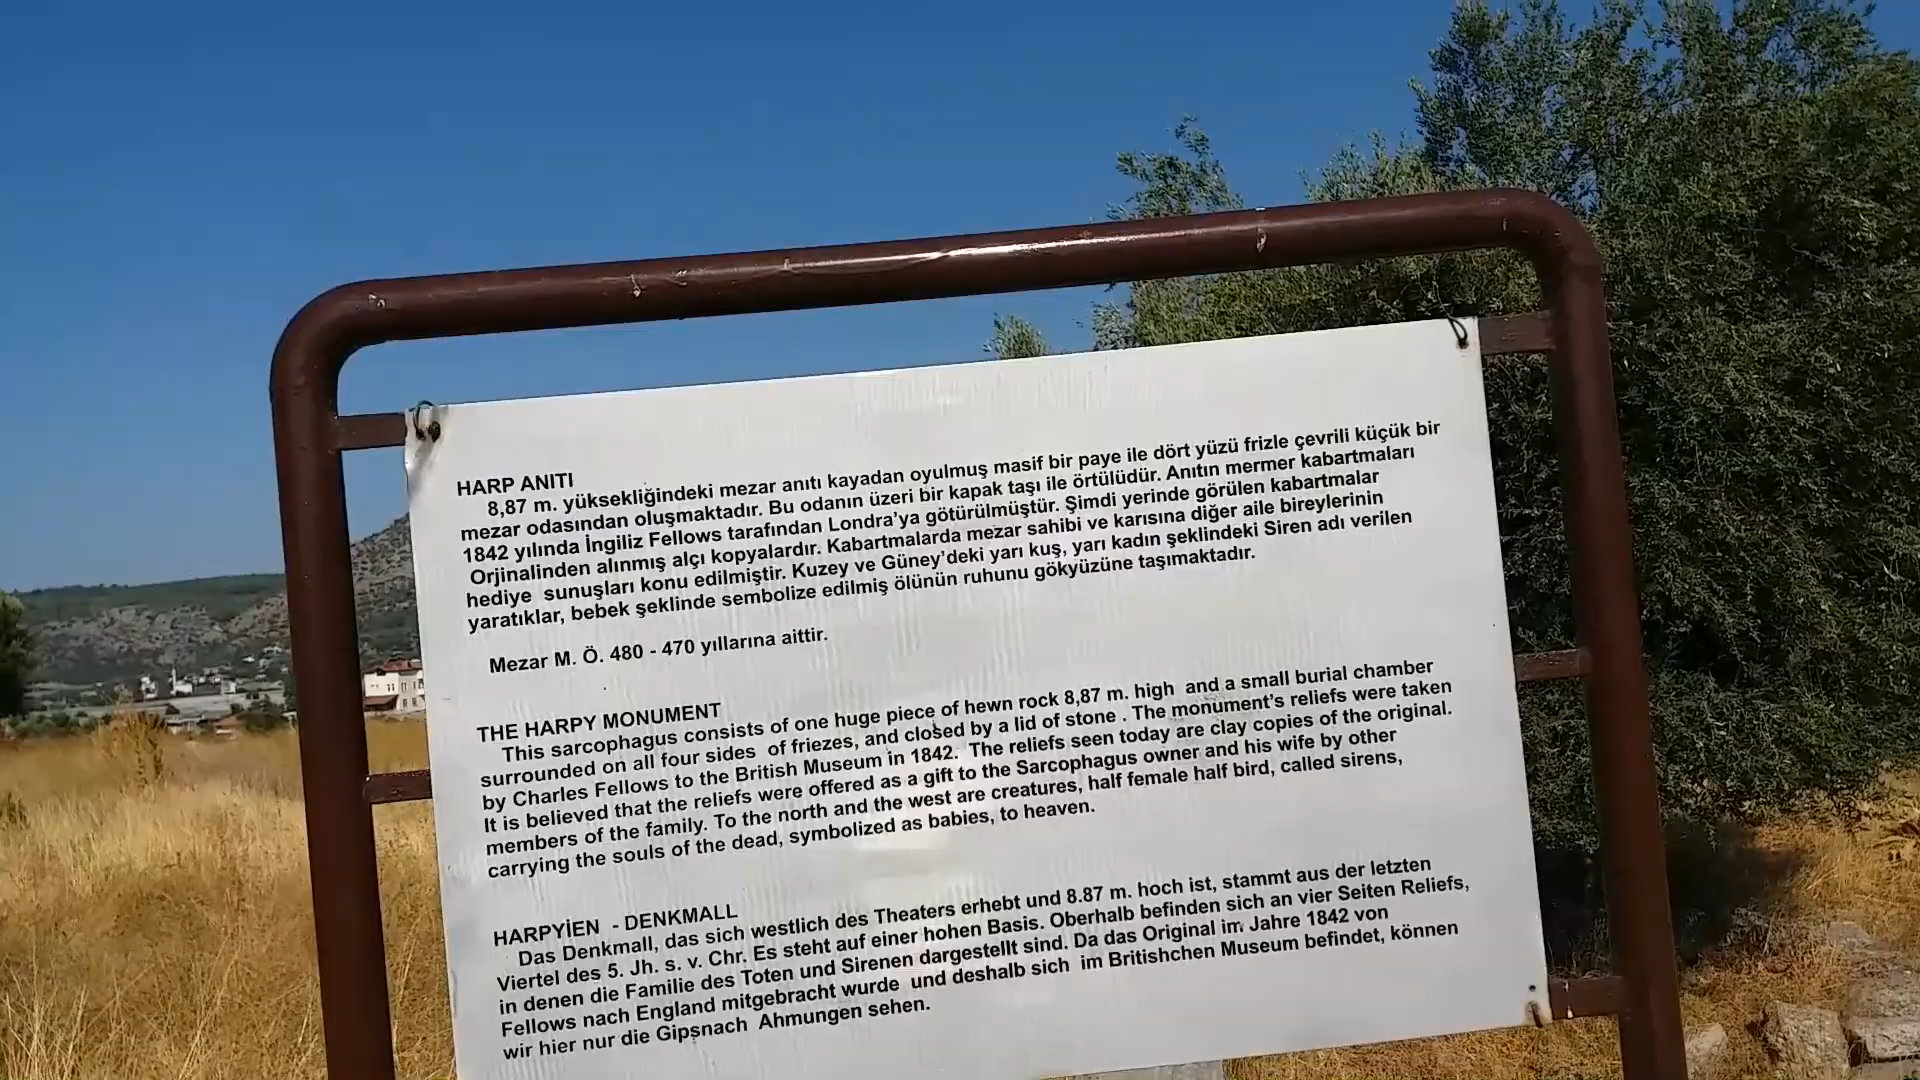 HARP ANITI
8,87 m. yüksekliğindeki mezar anıtı kayadan oyulmuş masif bir paye ile dört yüzü frizle çevrili küçük bir
mezar odasından oluşmaktadır. Bu odanın üzeri bir kapak taşı ile örtülüdür. Anıtın mermer kabartmaları
1842 yılında İngiliz Fellows tarafından Londra'ya götürülmüştür. Şimdi yerinde görülen kabartmalar
Orjinalinden alınmış alçı kopyalardır. Kabartmalarda mezar sahibi ve karısına diğer aile bireylerinin
hediye sunuşları konu edilmiştir. Kuzey ve Güney'deki yarı kuş, yarı kadın şeklindeki Siren adı verilen
yaratıklar, bebek şeklinde sembolize edilmiş ölünün ruhunu gökyüzüne taşımaktadır.
Mezar M. Ö. 480 - 470 yıllarına aittir.
THE HARPY MONUMENT
This sarcophagus consists of one huge piece of hewn rock 8,87 m. high and a small burial chamber
surrounded on all four sides of friezes, and closed by a lid of stone . The monument's reliefs were taken
by Charles Fellows to the British Museum in 1842. The reliefs seen today are clay copies of the original.
It is believed that the reliefs were offered as a gift to the Sarcophagus owner and his wife by other
members of the family. To the north and the west are creatures, half female half bird, called sirens,
carrying the souls of the dead, symbolized as babies, to heaven.
HARPYİEN - DENKMALL
Das Denkmall, das sich westlich des Theaters erhebt und 8.87 m. hoch ist, stammt aus der letzten
Viertel des 5. Jh. s. v. Chr. Es steht auf einer hohen Basis. Oberhalb befinden sich an vier Seiten Reliefs,
in denen die Familie des Toten und Sirenen dargestellt sind. Da das Original im Jahre 1842 von
Fellows nach England mitgebracht wurde und deshalb sich im Britishchen Museum befindet, können
wir hier nur die Gipsnach Ahmungen sehen.